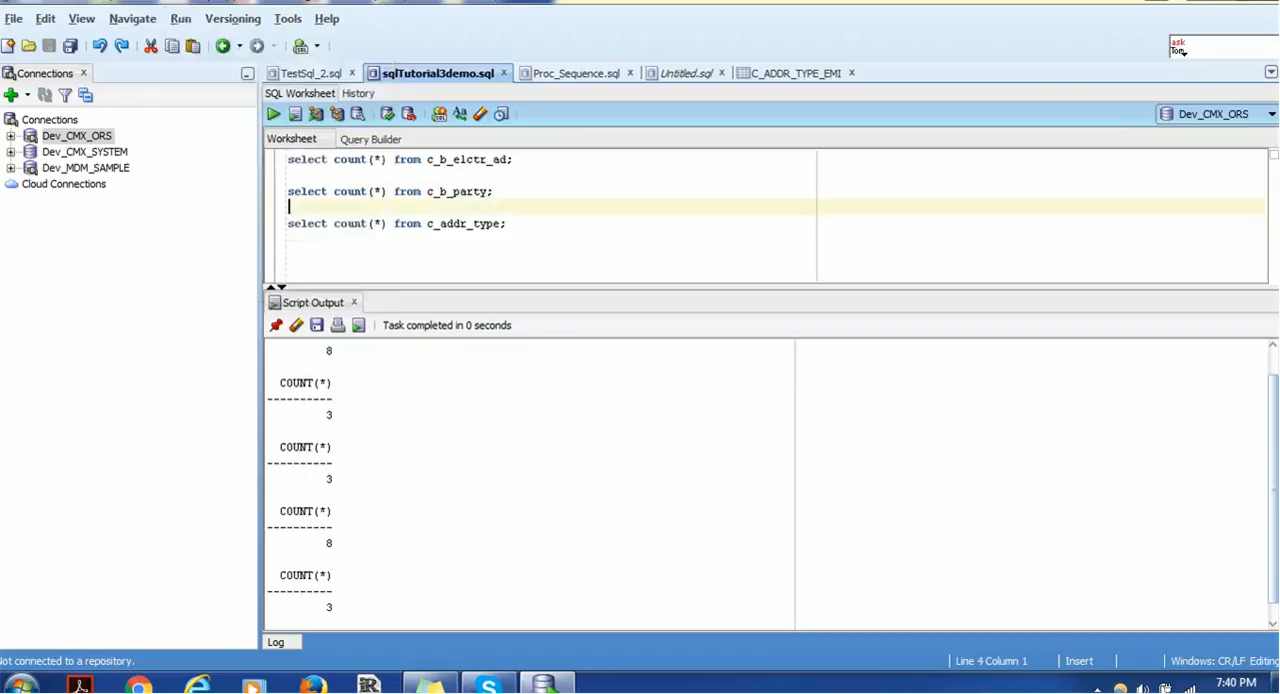 File Edit View Navigate Run Versioning Tools Help
ask
Tom
Connections
TestSql_2.sql sqlTutorial3demo.sql Proc_Sequence.sql Untitled.sql C_ADDR_TYPE_EMI
SQL Worksheet History
Connections
Dev_CMX_ORS
Dev_CMX_SYSTEM
Dev_MDM_SAMPLE
Cloud Connections
Dev_CMX_ORS
Worksheet Query Builder
select count(*) from c_b_elctr_ad;
select count(*) from c_b_party;
select count(*) from c_addr_type;
Script Output
Task completed in 0 seconds
8
COUNT(*)
----------
3
COUNT(*)
----------
3
COUNT(*)
----------
8
COUNT(*)
----------
3
Log
Not connected to a repository. Line 4 Column 1 Insert Windows: CR/LF Editing
7:40 PM